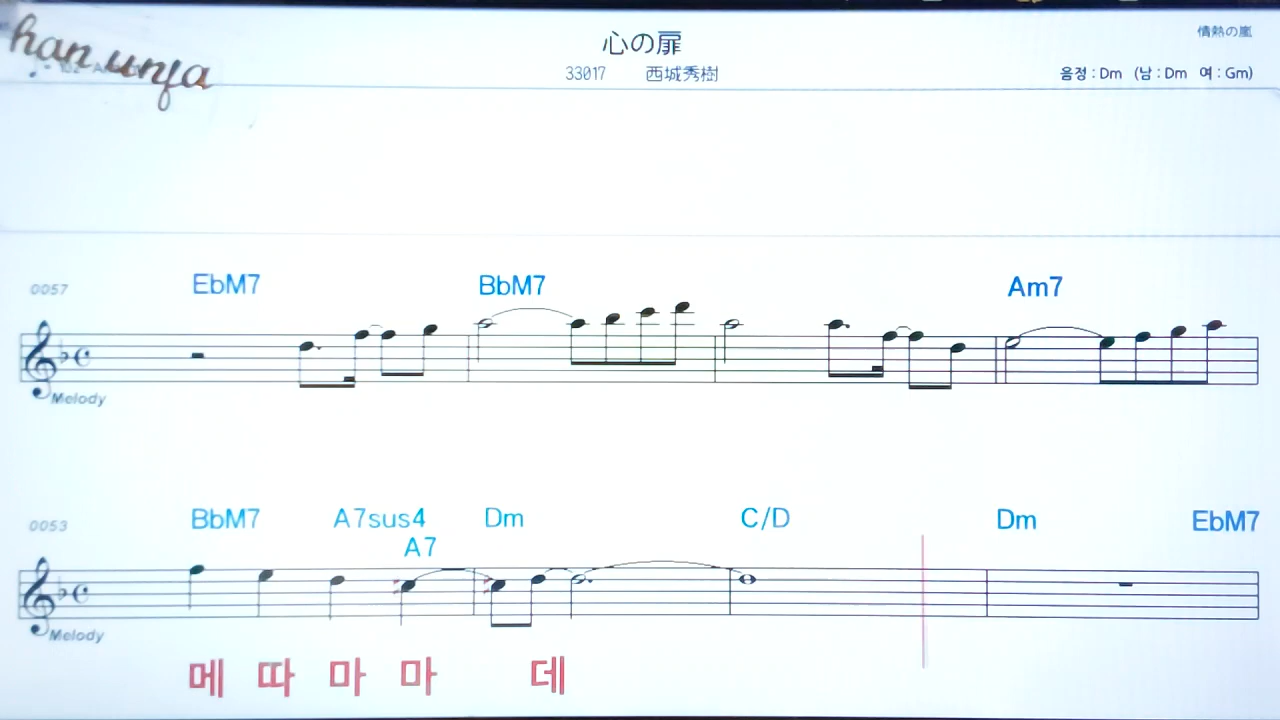 han unja
心の扉
情熱の嵐
33017 西城秀樹
음정 : Dm (남 : Dm 여 : Gm)
0057 EbM7 BbM7 Am7
Melody
0053 BbM7 A7sus4 Dm C/D Dm EbM7
A7
Melody
메 따 마 마 데